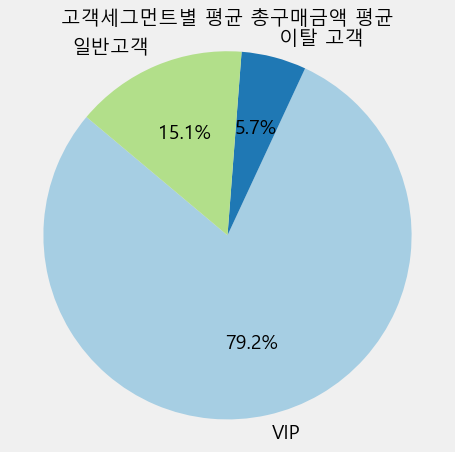 고객세그먼트별 평균 총구매금액 평균
이탈 고객
일반고객
15.1%
5.7%
79.2%
VIP